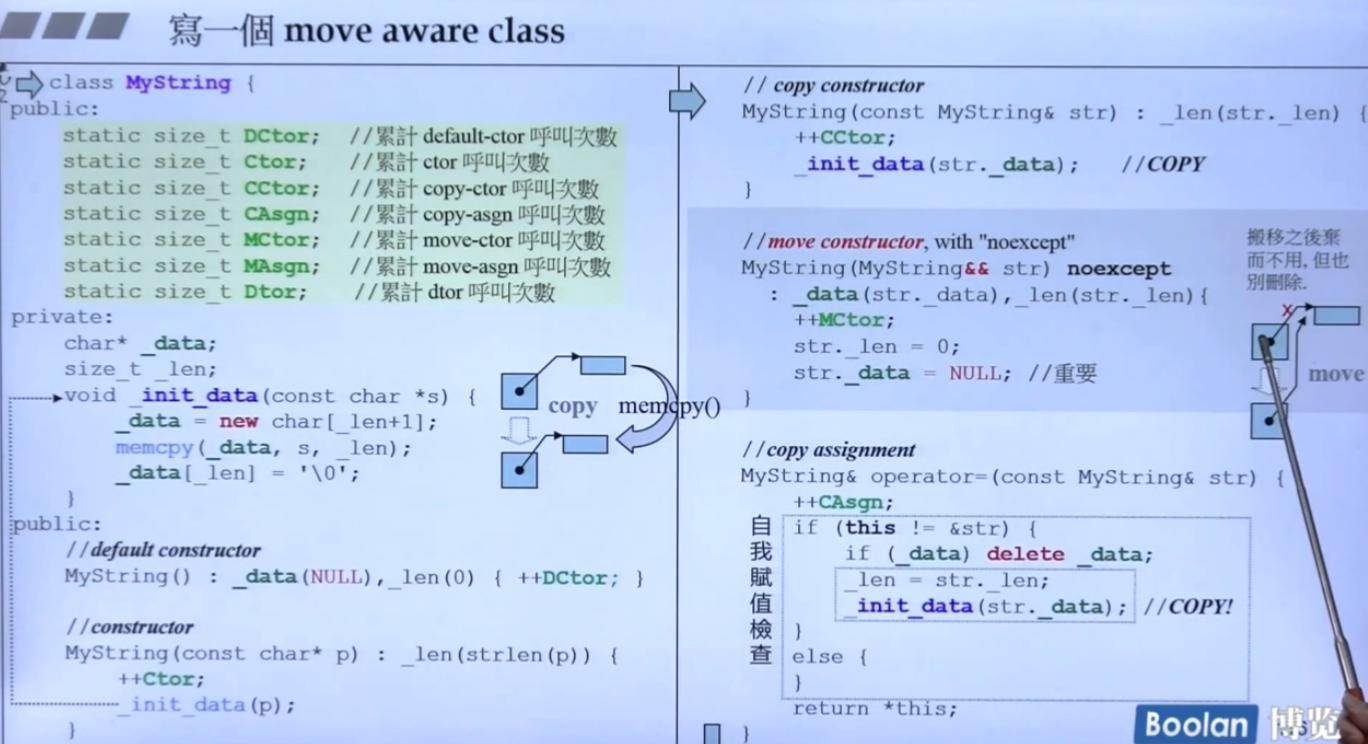 寫一個 move aware class
class MyString {
public:
static size_t DCtor; //累計 default-ctor 呼叫次數
static size_t Ctor; //累計 ctor 呼叫次數
static size_t CCtor; //累計 copy-ctor 呼叫次數
static size_t CAsgn; //累計 copy-asgn 呼叫次數
static size_t MCtor; //累計 move-ctor 呼叫次數
static size_t MAsgn; //累計 move-asgn 呼叫次數
static size_t Dtor; //累計 dtor 呼叫次數
private:
char* _data;
size_t _len;
void _init_data(const char *s) {
_data = new char[_len+1];
memcpy(_data, s, _len);
_data[_len] = '\0';
}
copy memcpy()
public:
//default constructor
MyString() : _data(NULL),_len(0) { ++DCtor; }
//constructor
MyString(const char* p) : _len(strlen(p)) {
++Ctor;
_init_data(p);
}
// copy constructor
MyString(const MyString& str) : _len(str._len) {
++CCtor;
_init_data(str._data); //COPY
}
//move constructor, with "noexcept"
MyString(MyString&& str) noexcept
: _data(str._data),_len(str._len){
++MCtor;
str._len = 0;
str._data = NULL; //重要
}
搬移之後棄
而不用, 但也
別刪除.
x
move
//copy assignment
MyString& operator=(const MyString& str) {
++CAsgn;
自我賦值檢查
if (this != &str) {
if (_data) delete _data;
_len = str._len;
_init_data(str._data); //COPY!
}
else {
}
return *this;
}
Boolan 博览